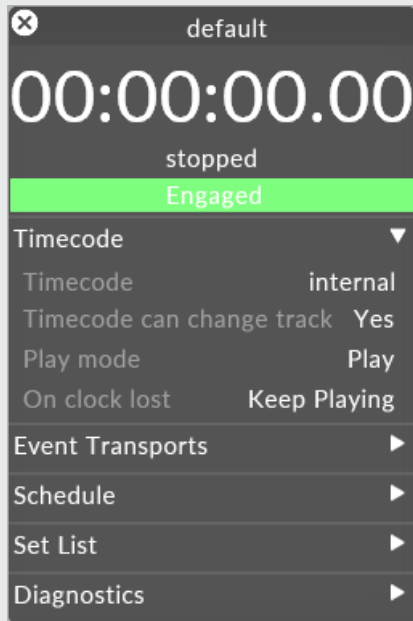 default
00:00:00.00
stopped
Engaged
Timecode
Timecode internal
Timecode can change track Yes
Play mode Play
On clock lost Keep Playing
Event Transports
Schedule
Set List
Diagnostics